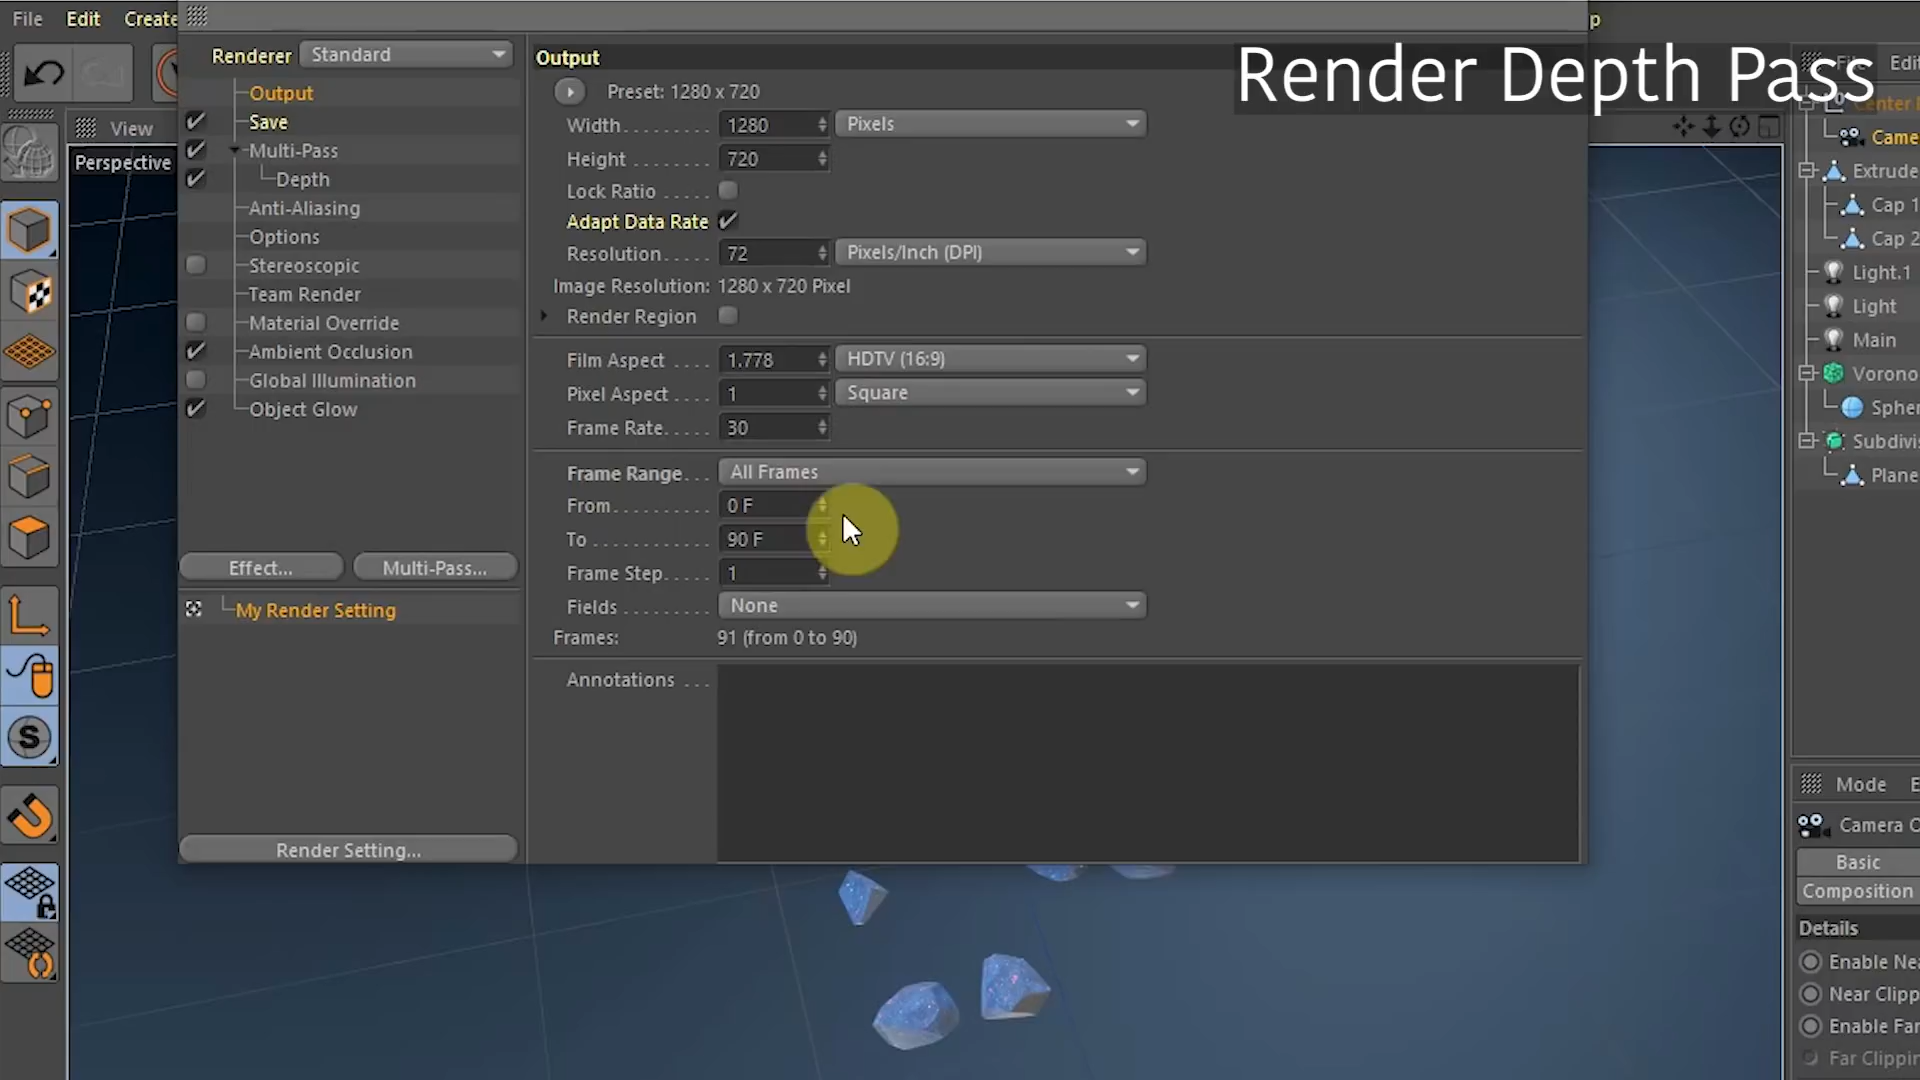 File Edit Create
Render Depth Pass
Renderer Standard
Output
Save
Multi-Pass
Depth
Anti-Aliasing
Options
Stereoscopic
Team Render
Material Override
Ambient Occlusion
Global Illumination
Object Glow
Effect... Multi-Pass...
My Render Setting
Render Setting...
View
Perspective
Output
Preset: 1280 x 720
Width 1280 Pixels
Height 720
Lock Ratio
Adapt Data Rate
Resolution 72 Pixels/Inch (DPI)
Image Resolution: 1280 x 720 Pixel
Render Region
Film Aspect 1.778 HDTV (16:9)
Pixel Aspect 1 Square
Frame Rate 30
Frame Range All Frames
From 0 F
To 90 F
Frame Step 1
Fields None
Frames: 91 (from 0 to 90)
Annotations
Edi
Center
Came
Extrude
Cap 1
Cap 2
Light.1
Light
Main
Vorono
Spher
Subdivis
Plane
Mode E
Camera O
Basic
Composition
Details
Enable Nea
Near Clipp
Enable Far
Far Clippin